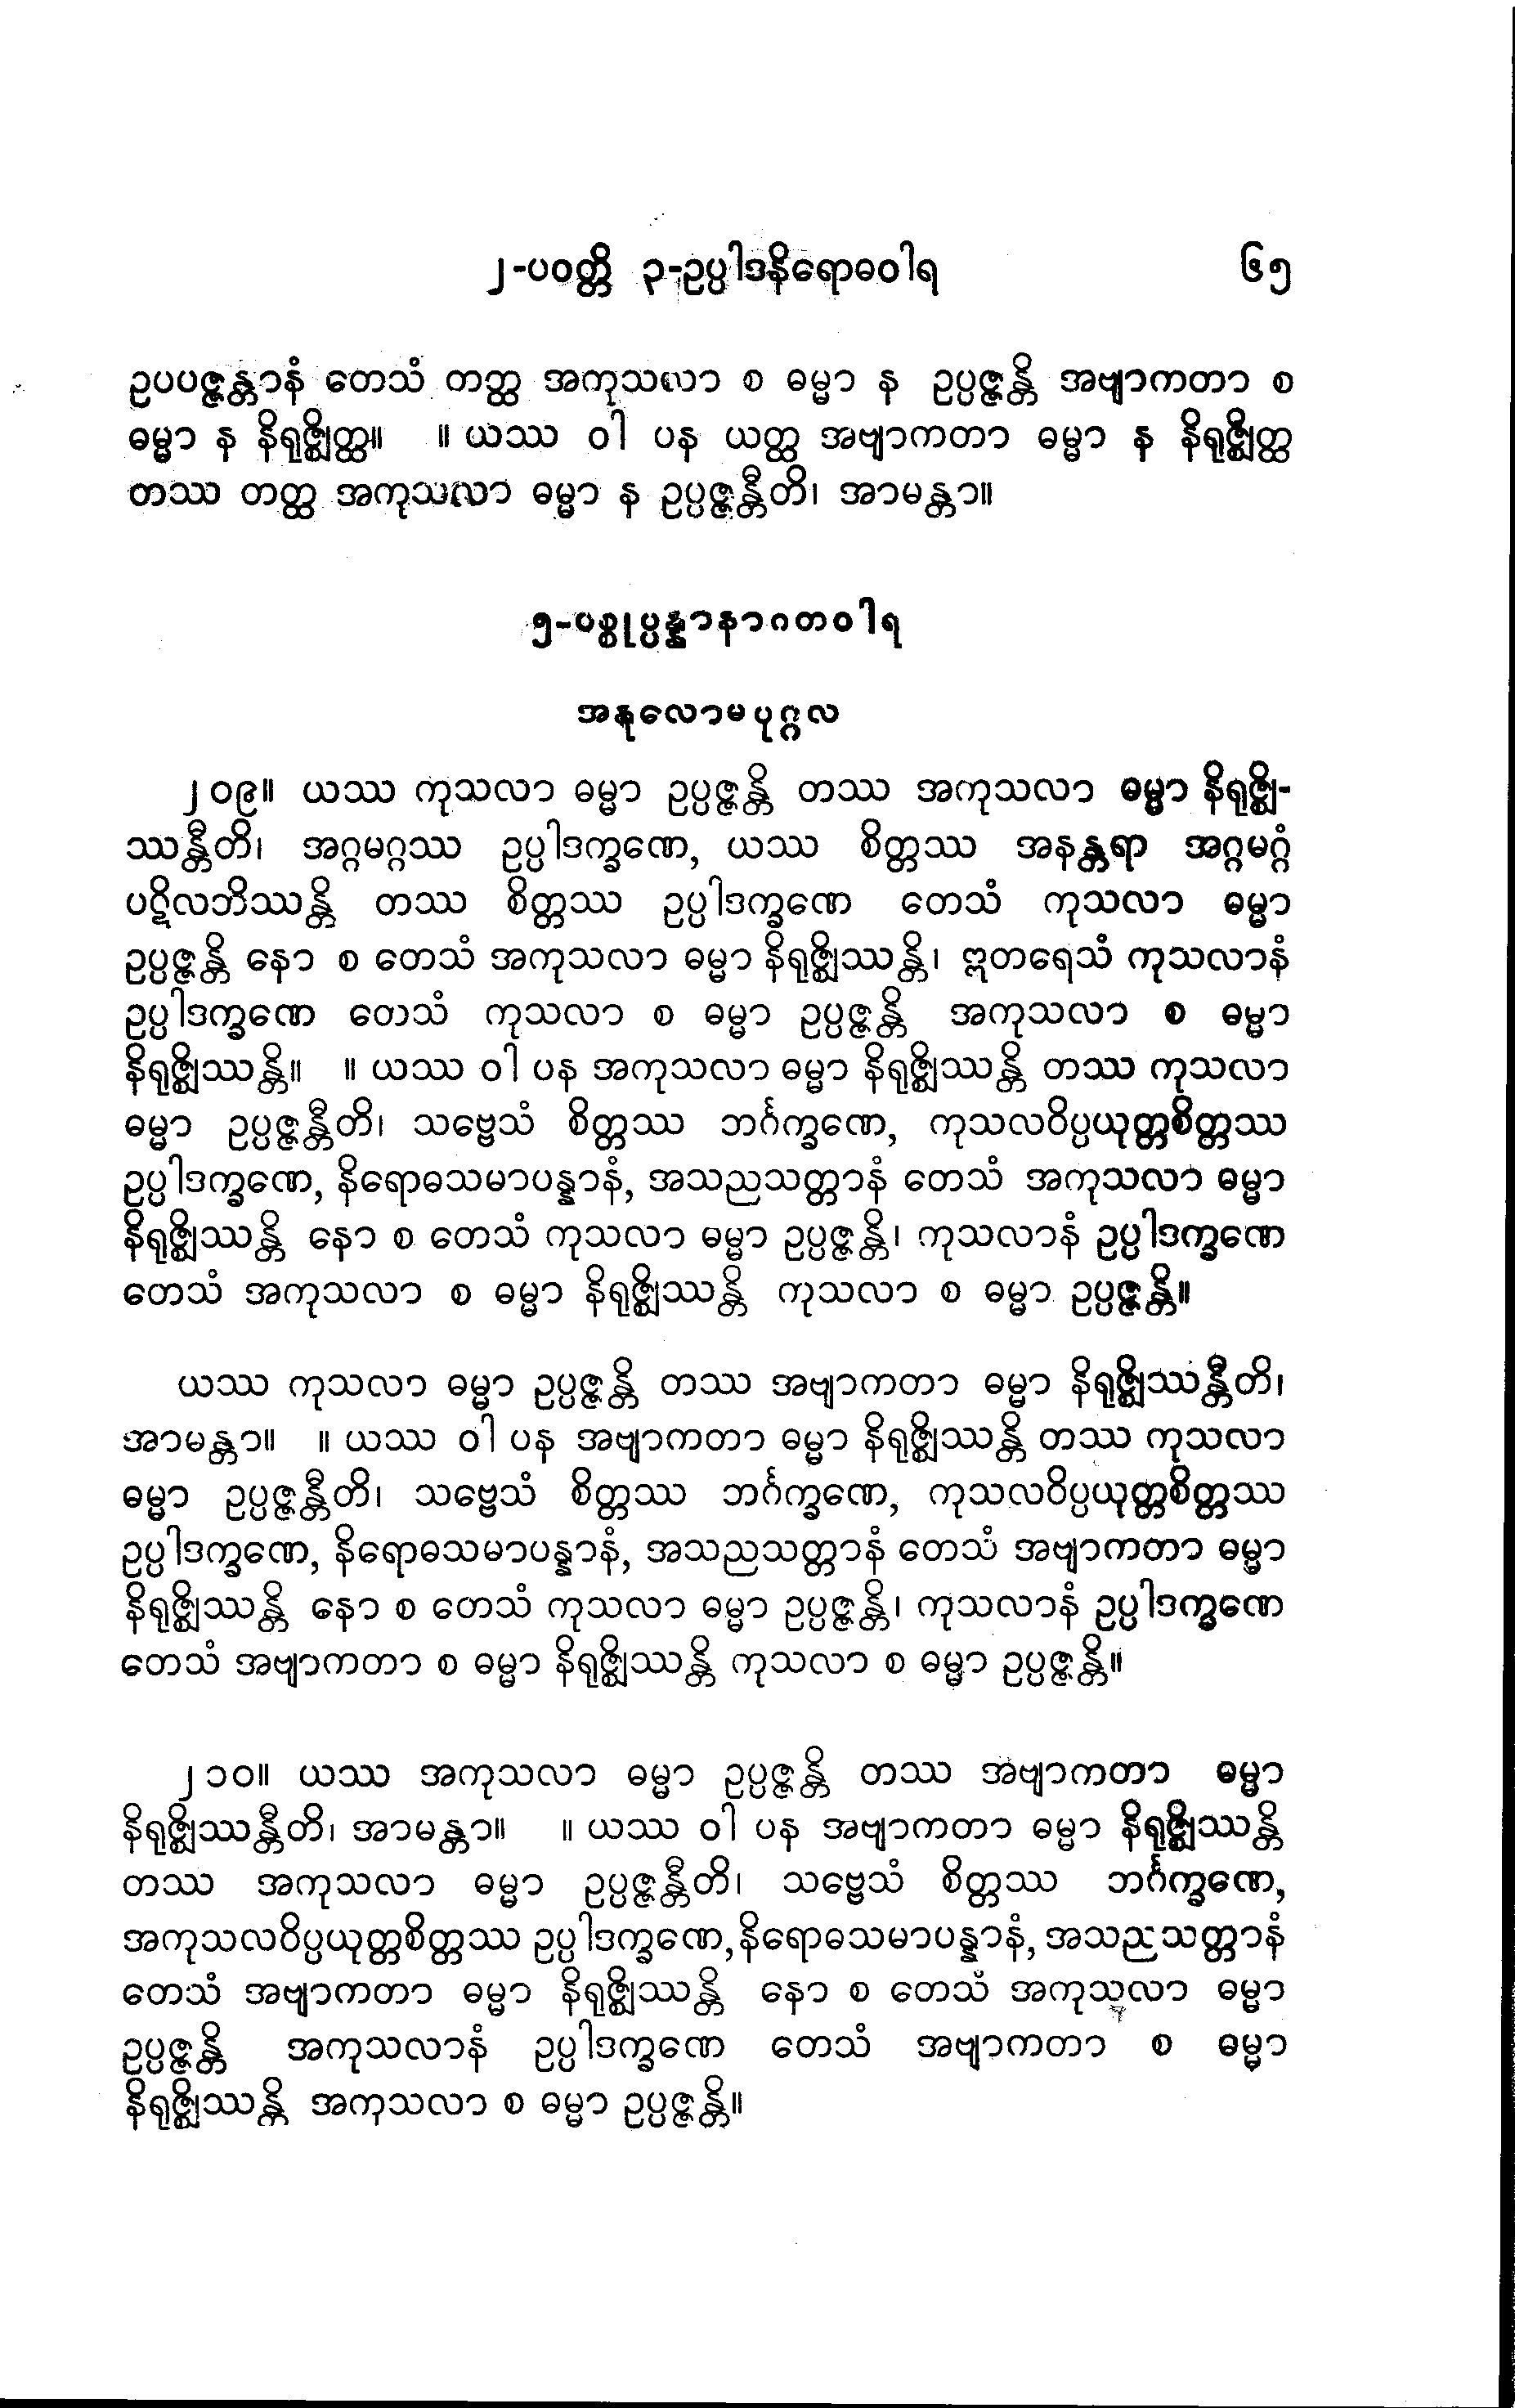 ၂-ပဝတ္တိ ၃-ဥပ္ပါဒနိရောဓဝါရ ၆၅
ဥပပဇ္ဇန္တာနံ တေသံ တတ္ထ အကုသလာ စ ဓမ္မာ န ဥပ္ပဇ္ဇန္တိ အဗျာကတာ စ
ဓမ္မာ န နိရုဇ္ဈိတ္ထ။ ။ ယဿ ဝါ ပန ယတ္ထ အဗျာကတာ ဓမ္မာ န နိရုဇ္ဈိတ္ထ
တဿ တတ္ထ အကုသလာ ဓမ္မာ န ဥပ္ပဇ္ဇန္တီတိ၊ အာမန္တာ။
၅-ပစ္စုပ္ပန္နာနာဂတဝါရ
အနုလောမပုဂ္ဂလ
၂၀၉။ ယဿ ကုသလာ ဓမ္မာ ဥပ္ပဇ္ဇန္တိ တဿ အကုသလာ ဓမ္မာ နိရုဇ္ဈိ-
ဿန္တီတိ၊ အဂ္ဂမဂ္ဂဿ ဥပ္ပါဒက္ခဏေ, ယဿ စိတ္တဿ အနန္တရာ အဂ္ဂမဂ္ဂံ
ပဋိလဘိဿန္တိ တဿ စိတ္တဿ ဥပ္ပါဒက္ခဏေ တေသံ ကုသလာ ဓမ္မာ
ဥပ္ပဇ္ဇန္တိ နော စ တေသံ အကုသလာ ဓမ္မာ နိရုဇ္ဈိဿန္တိ၊ ဣတရေသံ ကုသလာနံ
ဥပ္ပါဒက္ခဏေ တေသံ ကုသလာ စ ဓမ္မာ ဥပ္ပဇ္ဇန္တိ အကုသလာ စ ဓမ္မာ
နိရုဇ္ဈိဿန္တိ။ ။ ယဿ ဝါ ပန အကုသလာ ဓမ္မာ နိရုဇ္ဈိဿန္တိ တဿ ကုသလာ
ဓမ္မာ ဥပ္ပဇ္ဇန္တီတိ၊ သဗ္ဗေသံ စိတ္တဿ ဘင်္ဂက္ခဏေ, ကုသလဝိပ္ပယုတ္တစိတ္တဿ
ဥပ္ပါဒက္ခဏေ, နိရောဓသမာပန္နာနံ, အသညသတ္တာနံ တေသံ အကုသလာ ဓမ္မာ
နိရုဇ္ဈိဿန္တိ နော စ တေသံ ကုသလာ ဓမ္မာ ဥပ္ပဇ္ဇန္တိ၊ ကုသလာနံ ဥပ္ပါဒက္ခဏေ
တေသံ အကုသလာ စ ဓမ္မာ နိရုဇ္ဈိဿန္တိ ကုသလာ စ ဓမ္မာ ဥပ္ပဇ္ဇန္တိ။
ယဿ ကုသလာ ဓမ္မာ ဥပ္ပဇ္ဇန္တိ တဿ အဗျာကတာ ဓမ္မာ နိရုဇ္ဈိဿန္တီတိ၊
အာမန္တာ။ ။ ယဿ ဝါ ပန အဗျာကတာ ဓမ္မာ နိရုဇ္ဈိဿန္တိ တဿ ကုသလာ
ဓမ္မာ ဥပ္ပဇ္ဇန္တီတိ၊ သဗ္ဗေသံ စိတ္တဿ ဘင်္ဂက္ခဏေ, ကုသလဝိပ္ပယုတ္တစိတ္တဿ
ဥပ္ပါဒက္ခဏေ, နိရောဓသမာပန္နာနံ, အသညသတ္တာနံ တေသံ အဗျာကတာ ဓမ္မာ
နိရုဇ္ဈိဿန္တိ နော စ တေသံ ကုသလာ ဓမ္မာ ဥပ္ပဇ္ဇန္တိ၊ ကုသလာနံ ဥပ္ပါဒက္ခဏေ
တေသံ အဗျာကတာ စ ဓမ္မာ နိရုဇ္ဈိဿန္တိ ကုသလာ စ ဓမ္မာ ဥပ္ပဇ္ဇန္တိ။
၂၁၀။ ယဿ အကုသလာ ဓမ္မာ ဥပ္ပဇ္ဇန္တိ တဿ အဗျာကတာ ဓမ္မာ
နိရုဇ္ဈိဿန္တီတိ၊ အာမန္တာ။ ။ ယဿ ဝါ ပန အဗျာကတာ ဓမ္မာ နိရုဇ္ဈိဿန္တိ
တဿ အကုသလာ ဓမ္မာ ဥပ္ပဇ္ဇန္တီတိ၊ သဗ္ဗေသံ စိတ္တဿ ဘင်္ဂက္ခဏေ,
အကုသလဝိပ္ပယုတ္တစိတ္တဿ ဥပ္ပါဒက္ခဏေ, နိရောဓသမာပန္နာနံ, အသညသတ္တာနံ
တေသံ အဗျာကတာ ဓမ္မာ နိရုဇ္ဈိဿန္တိ နော စ တေသံ အကုသလာ ဓမ္မာ
ဥပ္ပဇ္ဇန္တိ အကုသလာနံ ဥပ္ပါဒက္ခဏေ တေသံ အဗျာကတာ စ ဓမ္မာ
နိရုဇ္ဈိဿန္တိ အကုသလာ စ ဓမ္မာ ဥပ္ပဇ္ဇန္တိ။